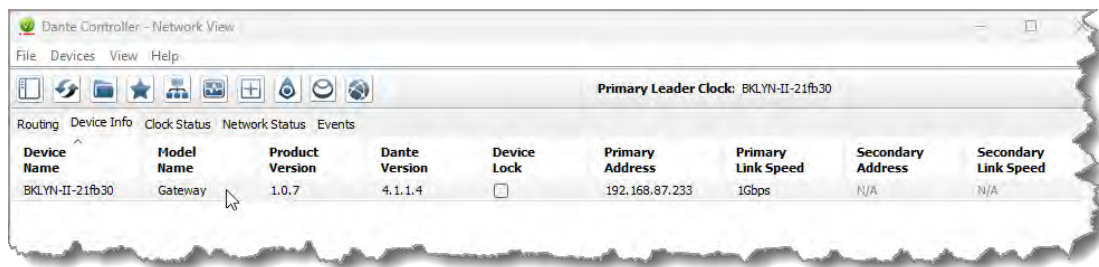 Dante Controller - Network View
File Devices View Help
Primary Leader Clock: BKLYN-II-21fb30
Routing Device Info Clock Status Network Status Events
Device Name Model Name Product Version Dante Version Device Lock Primary Address Primary Link Speed Secondary Address Secondary Link Speed
BKLYN-II-21fb30 Gateway 1.0.7 4.1.1.4 192.168.87.233 1Gbps N/A N/A